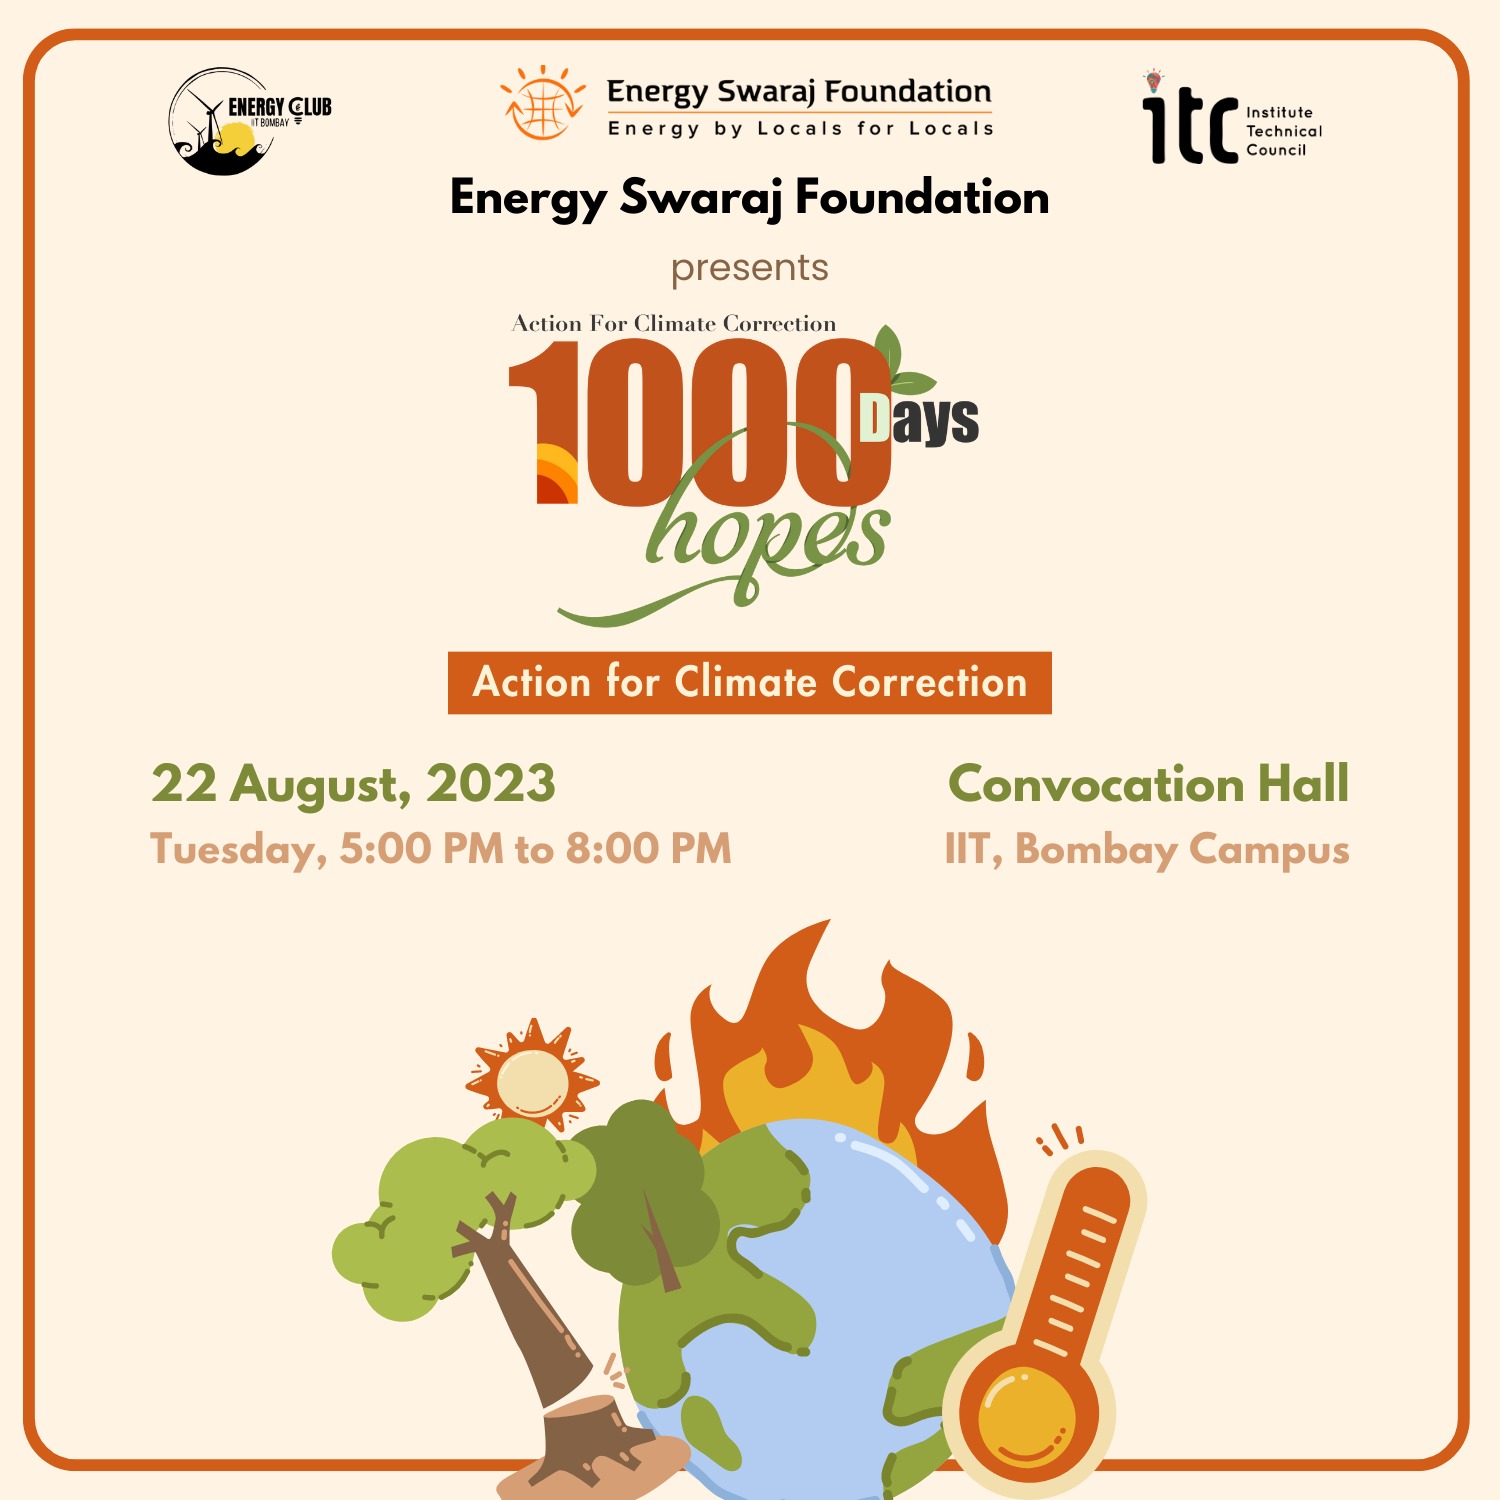 ENERGY CLUB
IIT BOMBAY
Energy Swaraj Foundation
Energy by Locals for Locals
itc
Institute
Technical
Council
Energy Swaraj Foundation
presents
Action For Climate Correction
1000
Days
hopes
Action for Climate Correction
22 August, 2023
Convocation Hall
Tuesday, 5:00 PM to 8:00 PM
IIT, Bombay Campus